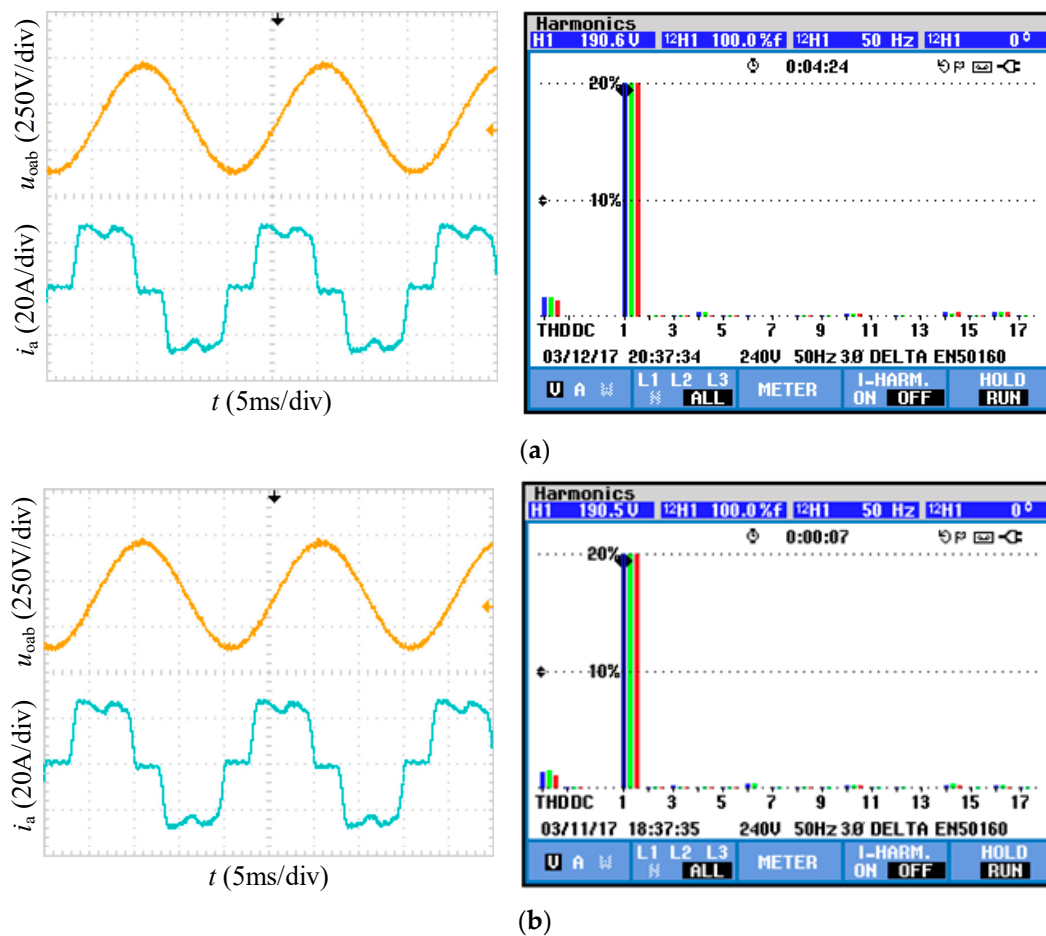 u_oab (250V/div)
i_a (20A/div)
t (5ms/div)
Harmonics
H1 190.6 V 12H1 100.0 %f 12H1 50 Hz 12H1 0°
0:04:24
20%
10%
THD DC 1 3 5 7 9 11 13 15 17
03/12/17 20:37:34 240V 50Hz 3Ø DELTA EN50160
V A W L1 L2 L3 METER I-HARM. HOLD
N ALL ON OFF RUN
(a)
u_oab (250V/div)
i_a (20A/div)
t (5ms/div)
Harmonics
H1 190.5 V 12H1 100.0 %f 12H1 50 Hz 12H1 0°
0:00:07
20%
10%
THD DC 1 3 5 7 9 11 13 15 17
03/11/17 18:37:35 240V 50Hz 3Ø DELTA EN50160
V A W L1 L2 L3 METER I-HARM. HOLD
N ALL ON OFF RUN
(b)